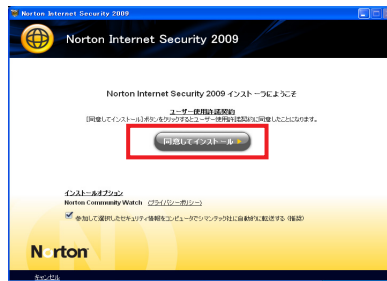 Norton Internet Security 2009
Norton Internet Security 2009
Norton Internet Security 2009 インストーラにようこそ
ユーザー使用許諾契約
[同意してインストール]ボタンをクリックするとユーザー使用許諾契約に同意したことになります。
同意してインストール
インストールオプション
Norton Community Watch (プライバシーポリシー)
参加して選択したセキュリティ情報をコンピュータでシマンテック社に自動的に転送する (推奨)
Norton
キャンセル